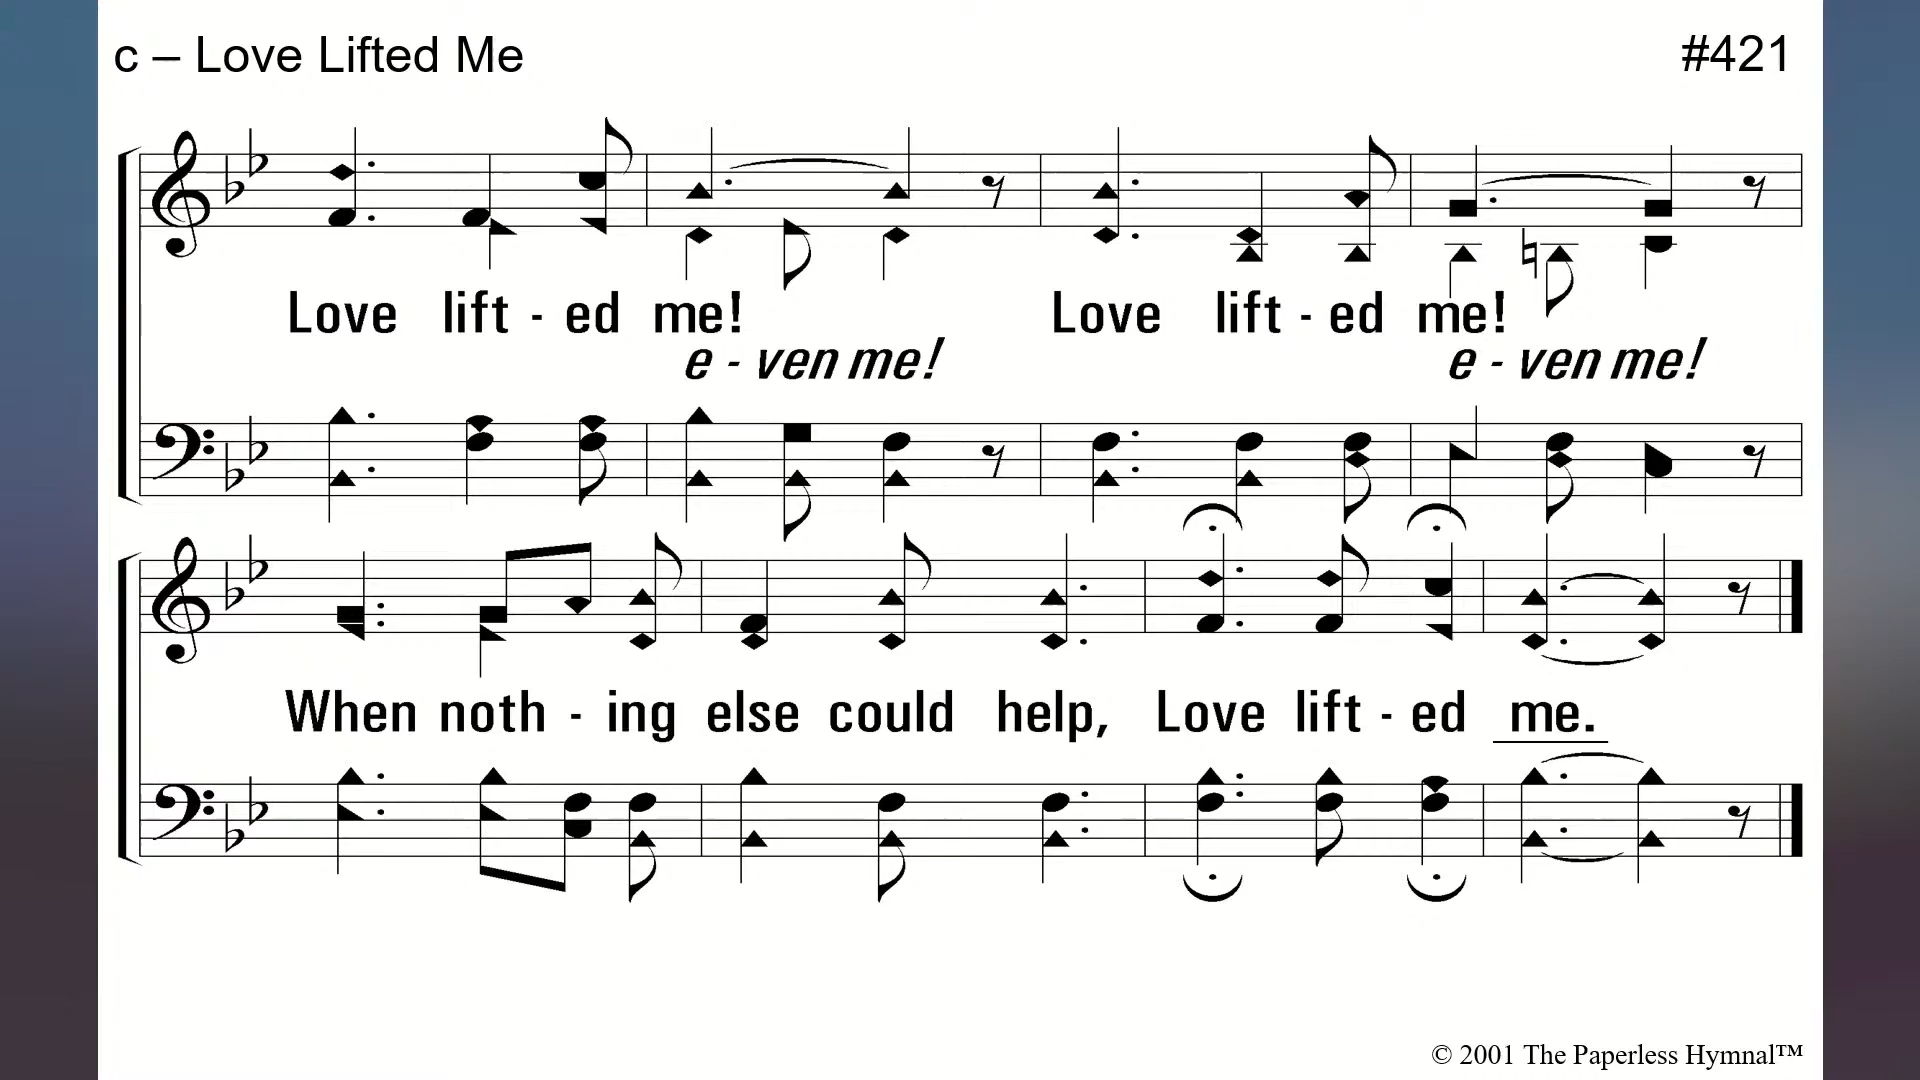 c – Love Lifted Me
#421
Love lift - ed me! Love lift - ed me!
e - ven me! e - ven me!
When noth - ing else could help, Love lift - ed me.
© 2001 The Paperless Hymnal™